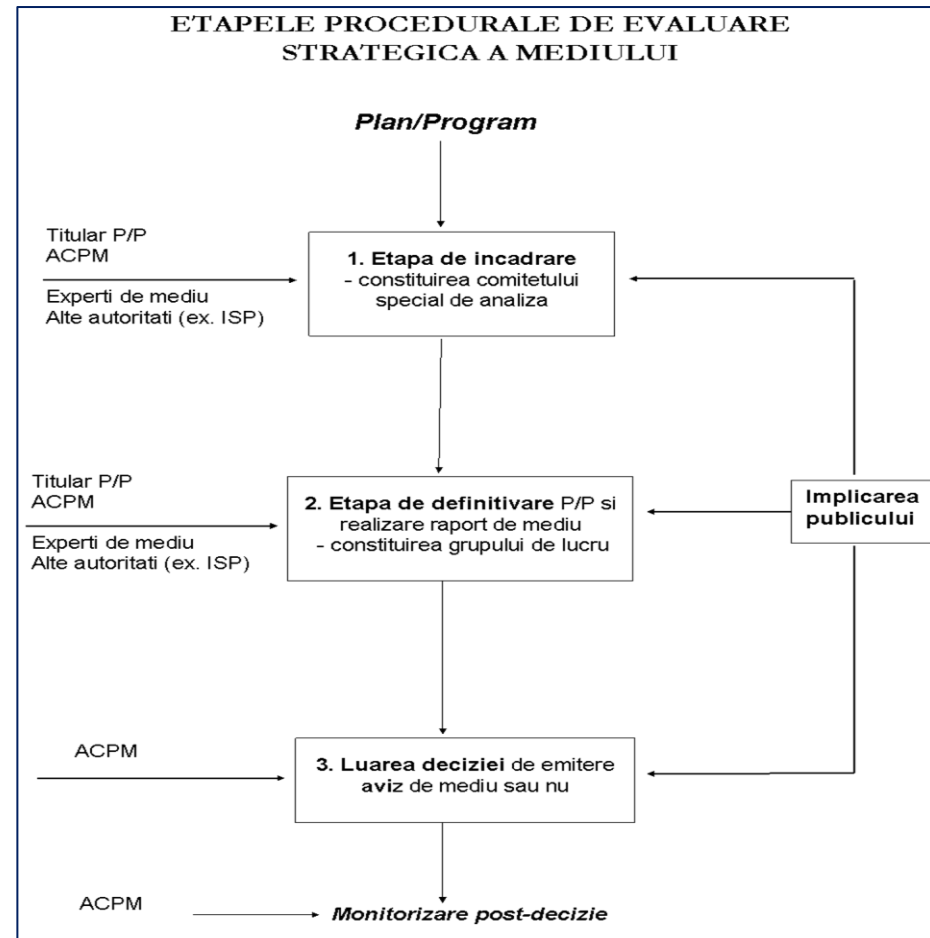 ETAPELE PROCEDURALE DE EVALUARE
STRATEGICA A MEDIULUI
Plan/Program
Titular P/P
ACPM
Experti de mediu
Alte autoritati (ex. ISP)
1. Etapa de incadrare
- constituirea comitetului
special de analiza
Titular P/P
ACPM
Experti de mediu
Alte autoritati (ex. ISP)
2. Etapa de definitivare P/P si
realizare raport de mediu
- constituirea grupului de lucru
Implicarea
publicului
ACPM
3. Luarea deciziei de emitere
aviz de mediu sau nu
ACPM
Monitorizare post-decizie